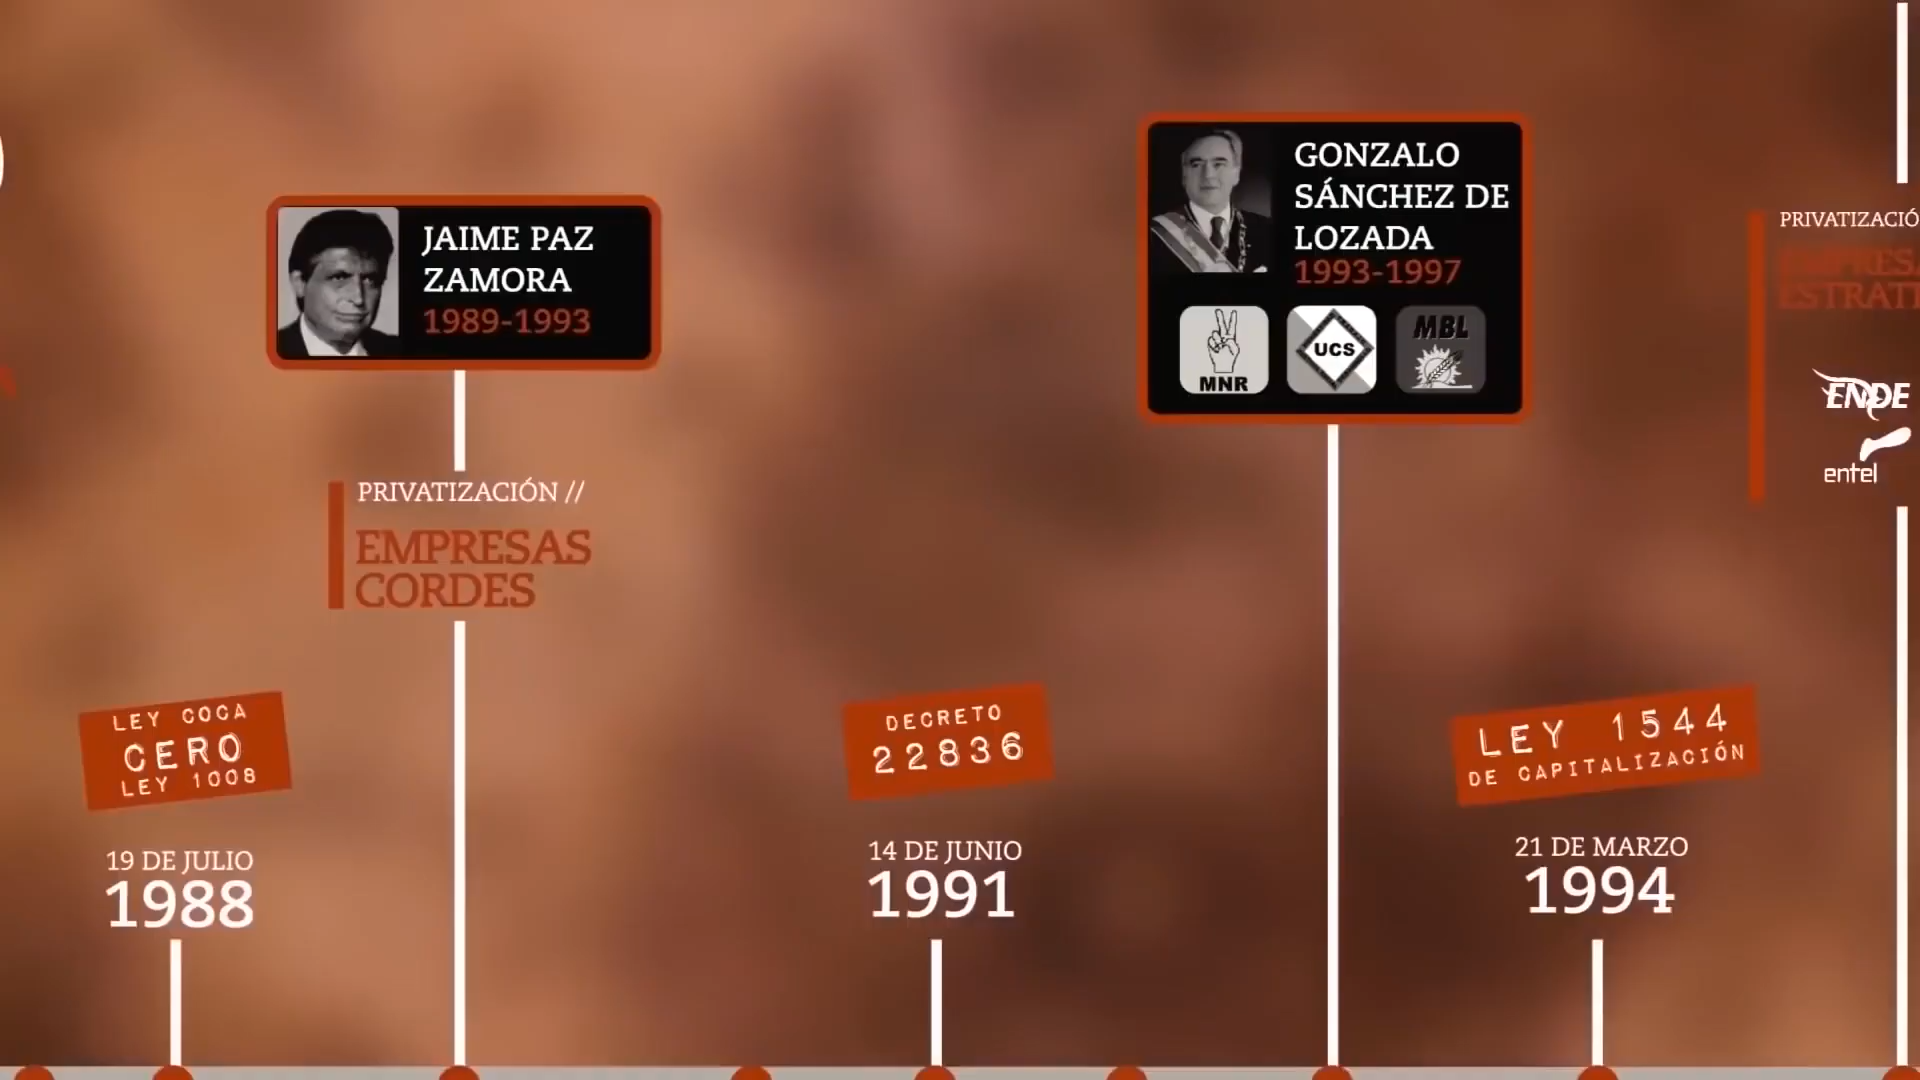 JAIME PAZ
ZAMORA
1989-1993
PRIVATIZACIÓN //
EMPRESAS
CORDES
LEY COCA
CERO
LEY 1008
19 DE JULIO
1988
DECRETO
22836
14 DE JUNIO
1991
GONZALO
SÁNCHEZ DE
LOZADA
1993-1997
MNR
UCS
MBL
LEY 1544
DE CAPITALIZACIÓN
21 DE MARZO
1994
PRIVATIZACIÓ
ENDE
entel